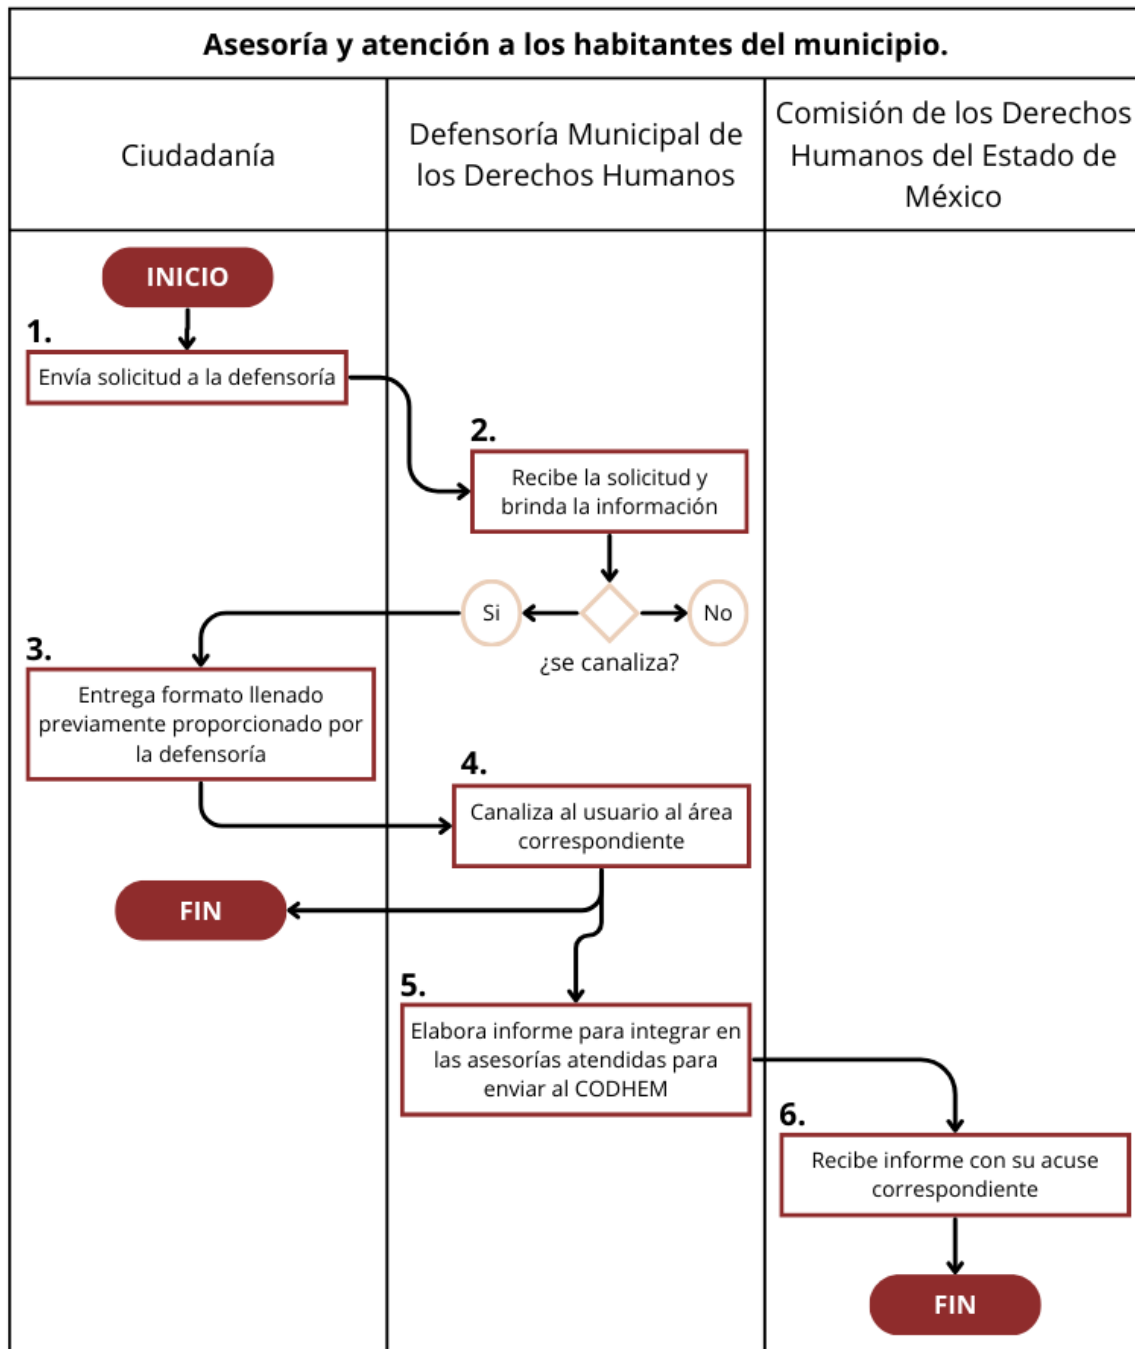 Asesoría y atención a los habitantes del municipio.
Ciudadanía
Defensoría Municipal de
los Derechos Humanos
Comisión de los Derechos
Humanos del Estado de
México
INICIO
1.
Envía solicitud a la defensoría
2.
Recibe la solicitud y
brinda la información
Si
No
¿se canaliza?
3.
Entrega formato llenado
previamente proporcionado por
la defensoría
4.
Canaliza al usuario al área
correspondiente
FIN
5.
Elabora informe para integrar en
las asesorías atendidas para
enviar al CODHEM
6.
Recibe informe con su acuse
correspondiente
FIN